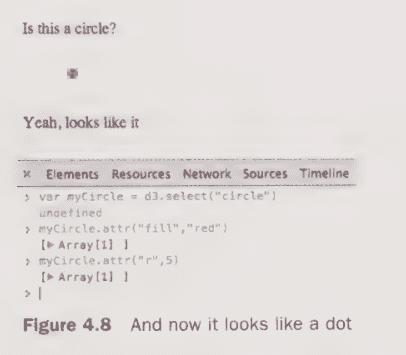 Is this a circle?
Yeah, looks like it
× Elements Resources Network Sources Timeline
> var myCircle = d3.select("circle")
undefined
> myCircle.attr("fill","red")
[▶ Array[1] ]
> myCircle.attr("r",5)
[▶ Array[1] ]
>
Figure 4.8 And now it looks like a dot